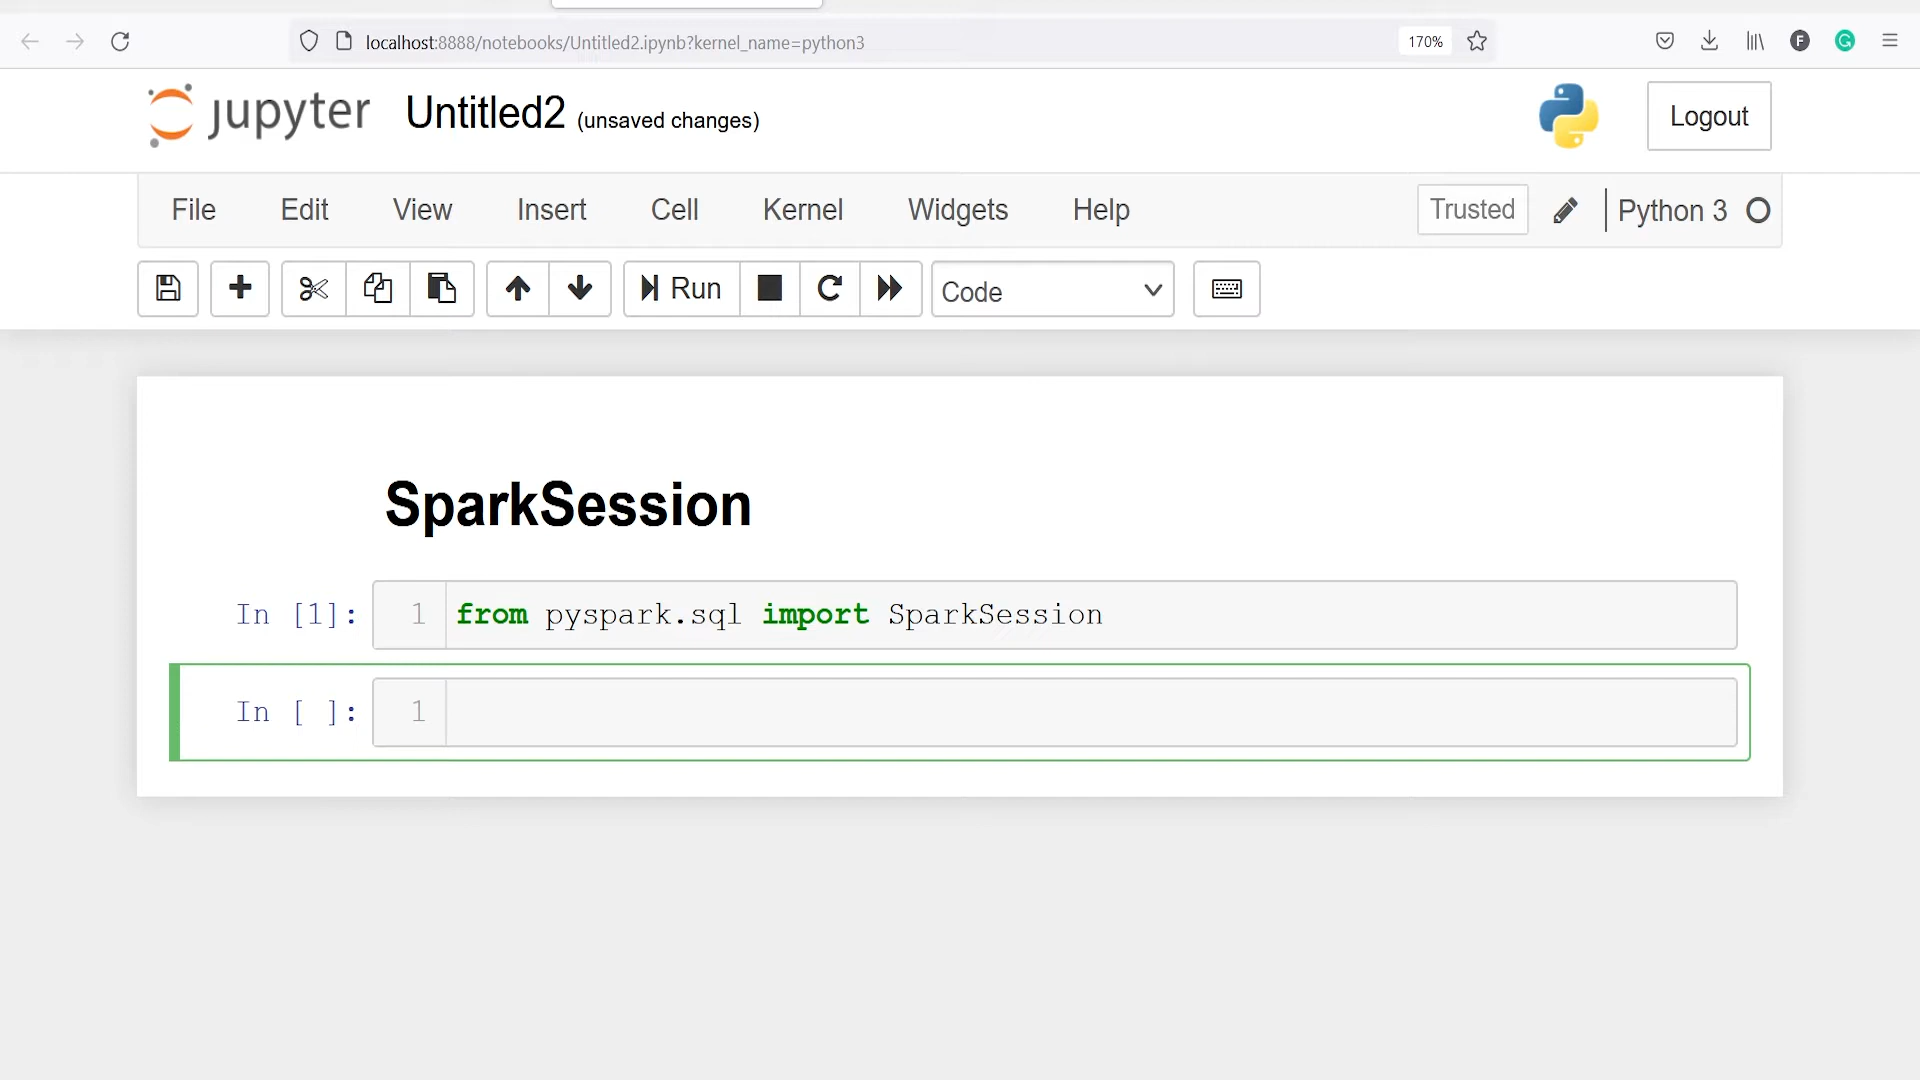 localhost:8888/notebooks/Untitled2.ipynb?kernel_name=python3 170% F G
jupyter Untitled2 (unsaved changes) Logout
File Edit View Insert Cell Kernel Widgets Help Trusted Python 3
Run Code
SparkSession
In [1]: 1 from pyspark.sql import SparkSession
In [ ]: 1